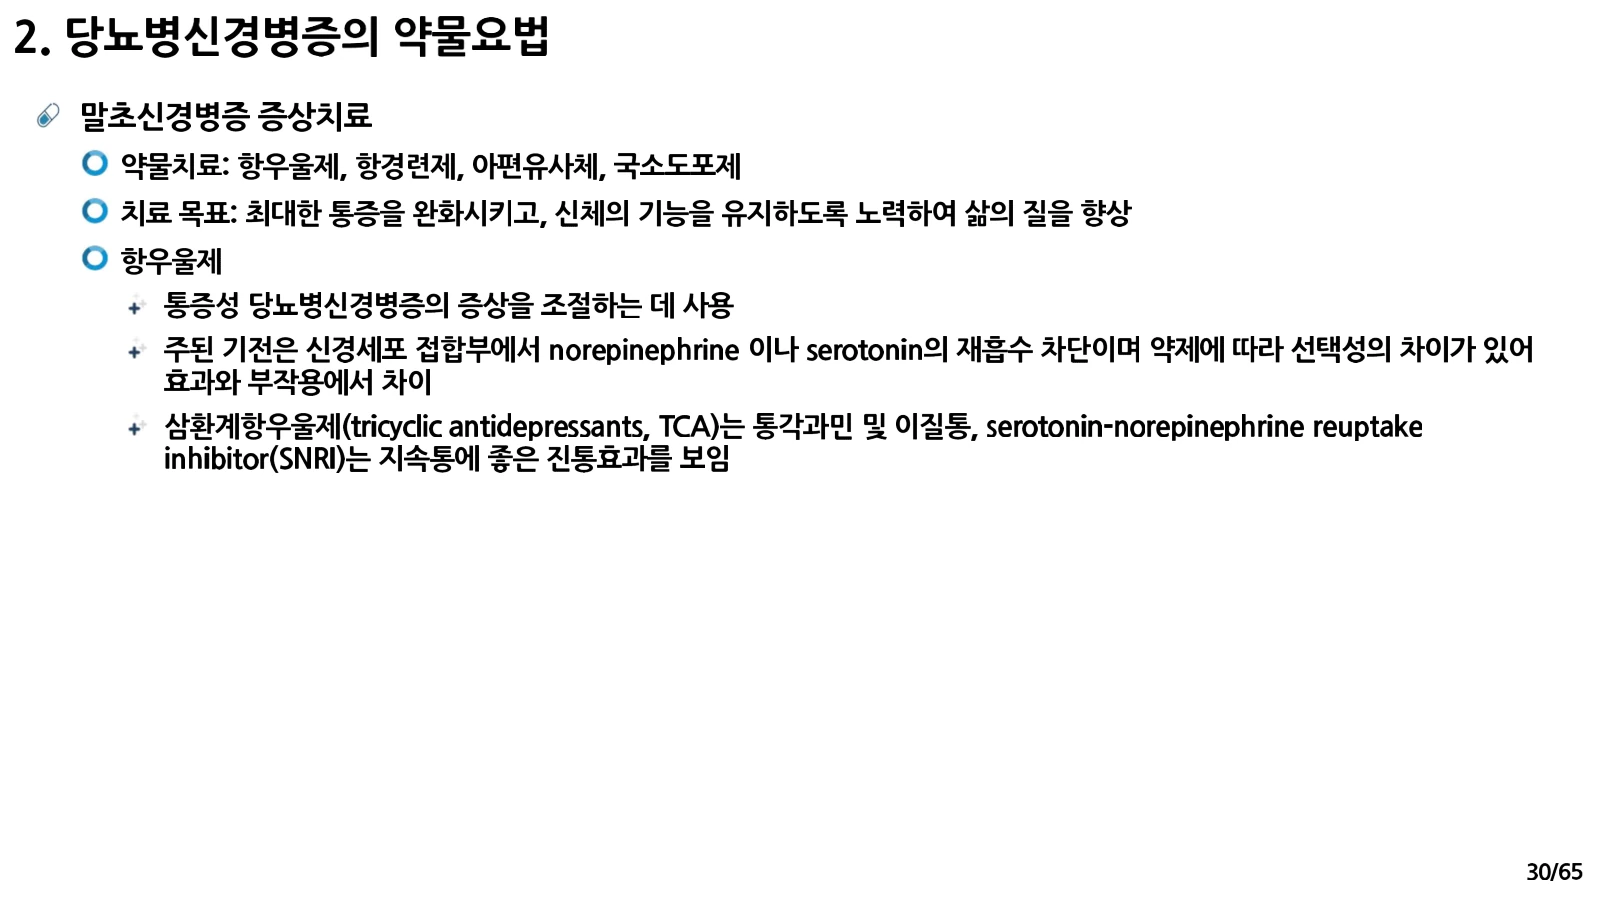 2. 당뇨병신경병증의 약물요법
말초신경병증 증상치료
약물치료: 항우울제, 항경련제, 아편유사체, 국소도포제
치료 목표: 최대한 통증을 완화시키고, 신체의 기능을 유지하도록 노력하여 삶의 질을 향상
항우울제
통증성 당뇨병신경병증의 증상을 조절하는 데 사용
주된 기전은 신경세포 접합부에서 norepinephrine 이나 serotonin의 재흡수 차단이며 약제에 따라 선택성의 차이가 있어
효과와 부작용에서 차이
삼환계항우울제(tricyclic antidepressants, TCA)는 통각과민 및 이질통, serotonin-norepinephrine reuptake
inhibitor(SNRI)는 지속통에 좋은 진통효과를 보임
30/65